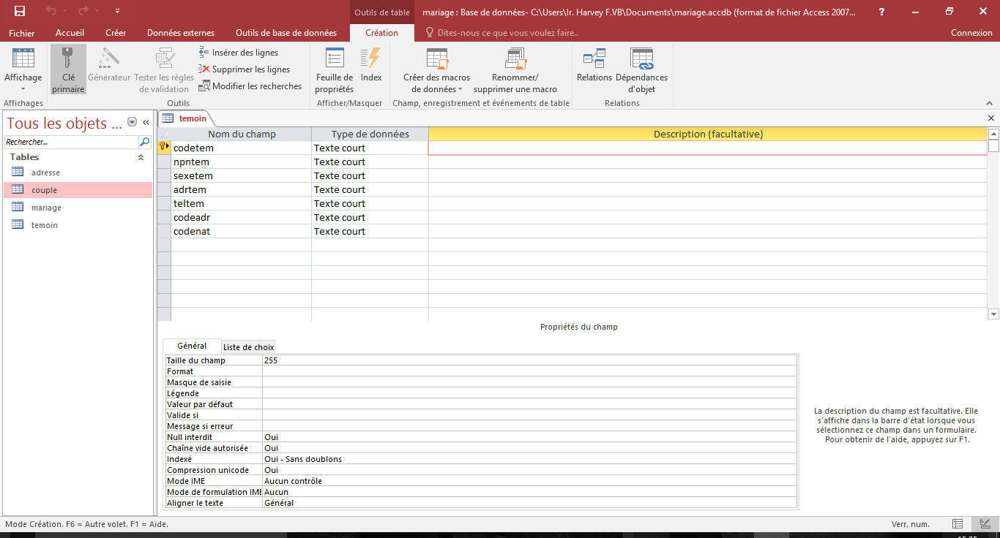 Outils de table
mariage : Base de données- C:\Users\Ir. Harvey F.VB\Documents\mariage.accdb (format de fichier Access 2007...
?
Fichier Accueil Créer Données externes Outils de base de données Création Dites-nous ce que vous voulez faire.. Connexion
Affichage
Clé primaire
Générateur
Tester les règles de validation
Insérer des lignes
Supprimer les lignes
Modifier les recherches
Feuille de propriétés
Index
Créer des macros de données
Renommer/ supprimer une macro
Relations
Dépendances d'objet
Affichages Outils Afficher/Masquer Champ, enregistrement et événements de table Relations
Tous les objets ...
Rechercher...
Tables
adresse
couple
mariage
temoin
temoin
Nom du champ Type de données Description (facultative)
codetem Texte court
npntem Texte court
sexetem Texte court
adrtem Texte court
teltem Texte court
codeadr Texte court
codenat Texte court
Propriétés du champ
Général Liste de choix
Taille du champ 255
Format
Masque de saisie
Légende
Valeur par défaut
Valide si
Message si erreur
Null interdit Oui
Chaîne vide autorisée Oui
Indexé Oui - Sans doublons
Compression unicode Oui
Mode IME Aucun contrôle
Mode de formulation IME Aucun
Aligner le texte Général
La description du champ est facultative. Elle
s'affiche dans la barre d'état lorsque vous
sélectionnez ce champ dans un formulaire.
Pour obtenir de l'aide, appuyez sur F1.
Mode Création. F6 = Autre volet. F1 = Aide.
Verr. num.